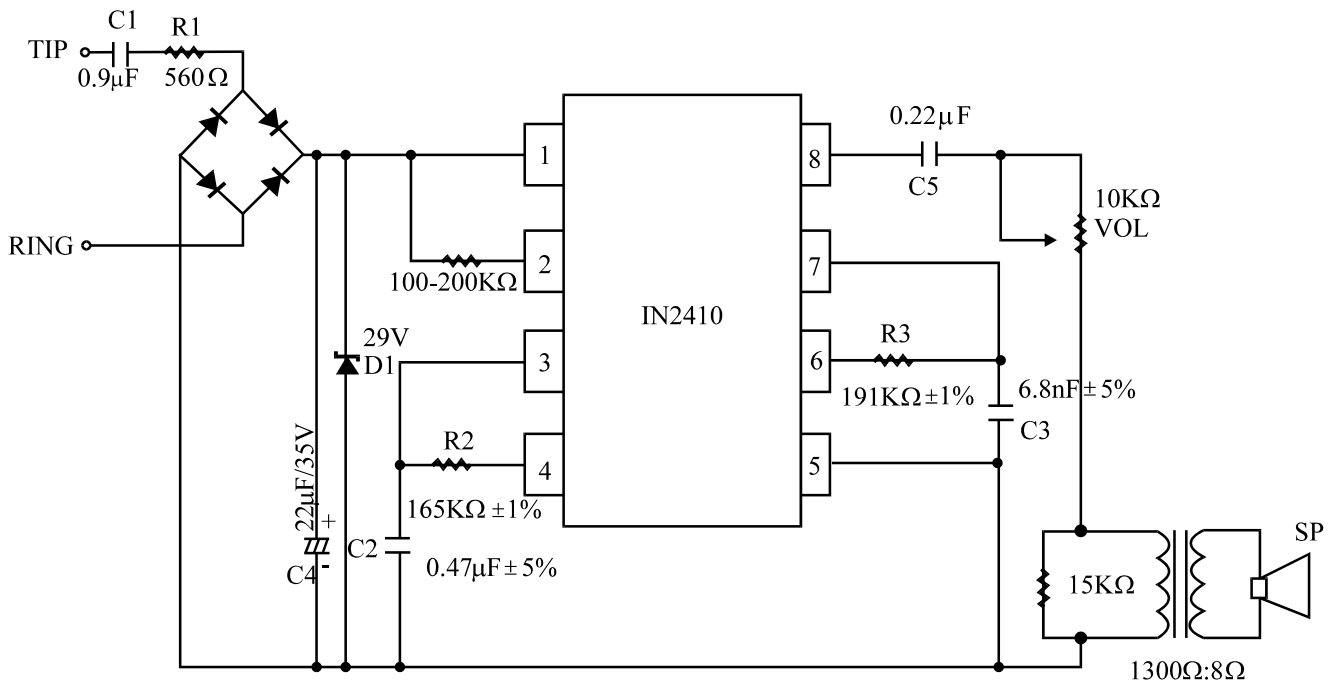 C1
R1
TIP
0.9μF
560Ω
RING
1
2
3
4
100-200KΩ
29V
D1
R2
165KΩ ±1%
22μF/35V
+
-
C4
C2
0.47μF±5%
IN2410
8
7
6
5
0.22μF
C5
10KΩ
VOL
R3
191KΩ±1%
6.8nF±5%
C3
15KΩ
SP
1300Ω:8Ω